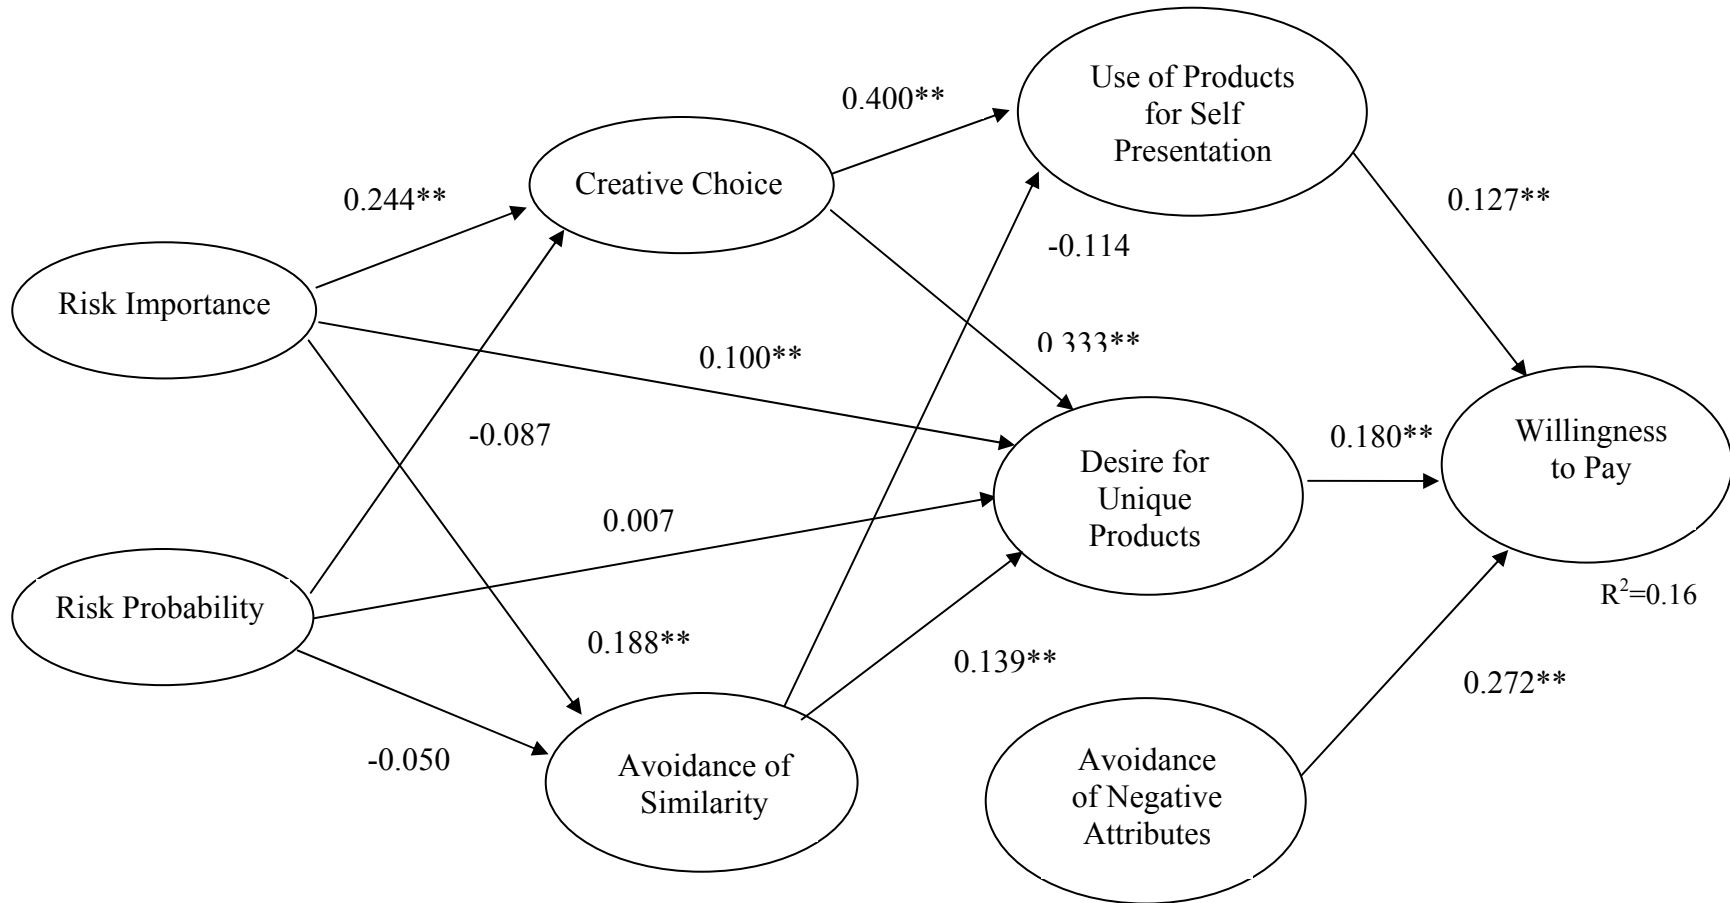 Use of Products
for Self
Presentation
0.400**
Creative Choice
0.244**
0.127**
-0.114
Risk Importance
0.100**
0.333**
-0.087
Desire for
Unique
Products
0.180**
Willingness
to Pay
0.007
Risk Probability
R²=0.16
0.188**
0.139**
0.272**
-0.050
Avoidance of
Similarity
Avoidance
of Negative
Attributes